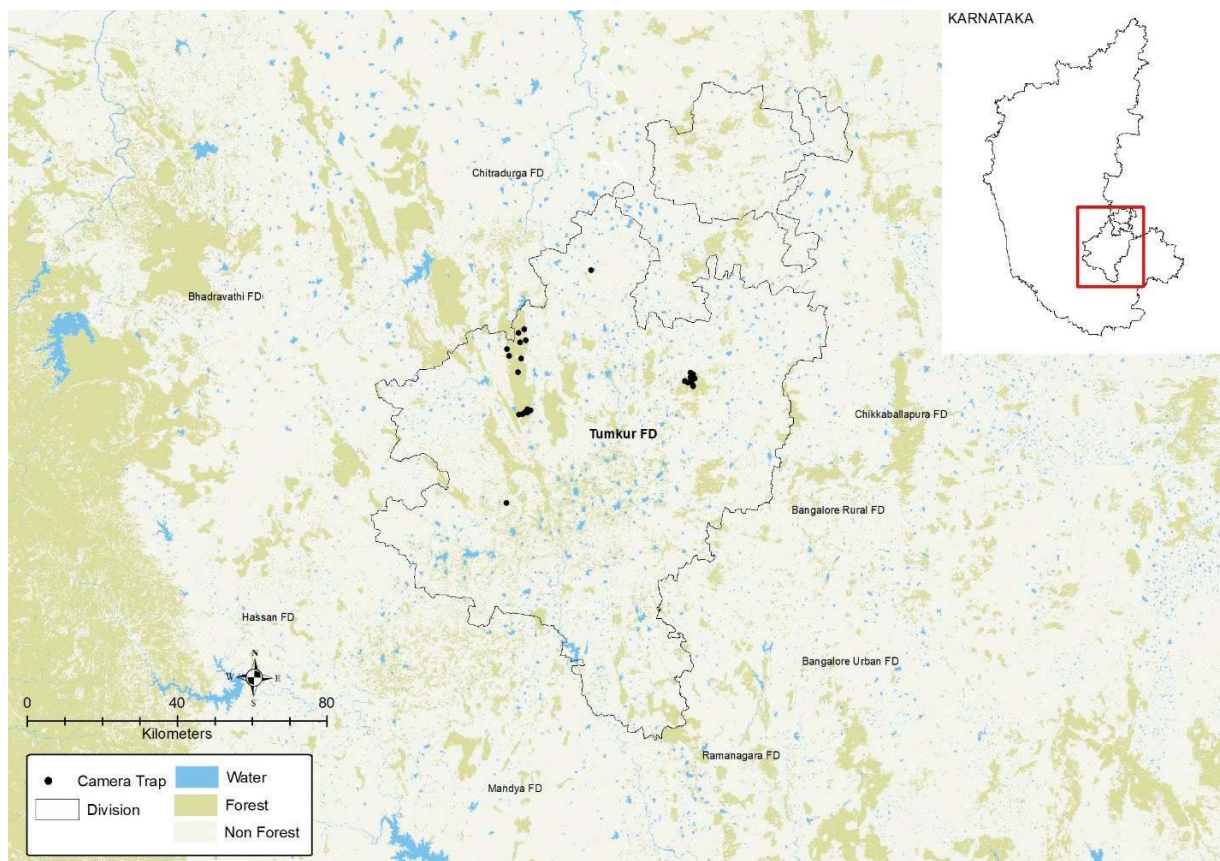 KARNATAKA
Chitradurga FD
Bhadravathi FD
Chikkaballapura FD
Tumkur FD
Bangalore Rural FD
Hassan FD
Bangalore Urban FD
N
W E
S
0 40 80
Kilometers
Ramanagara FD
Mandya FD
Camera Trap Water
Division Forest
Non Forest